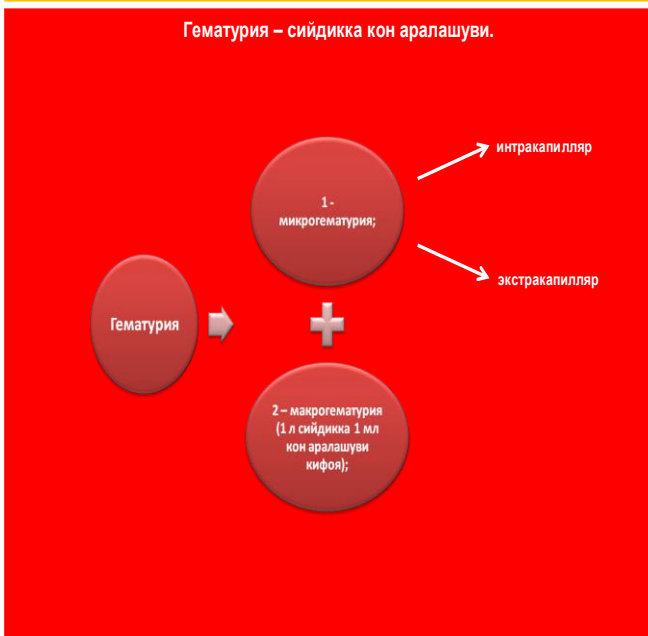 Гематурия – сийдикка кон аралашуви.
интракапилляр
1 -
микрогематурия;
экстракапилляр
Гематурия
2 – макрогематурия
(1 л сийдикка 1 мл
кон аралашуви
кифоя);